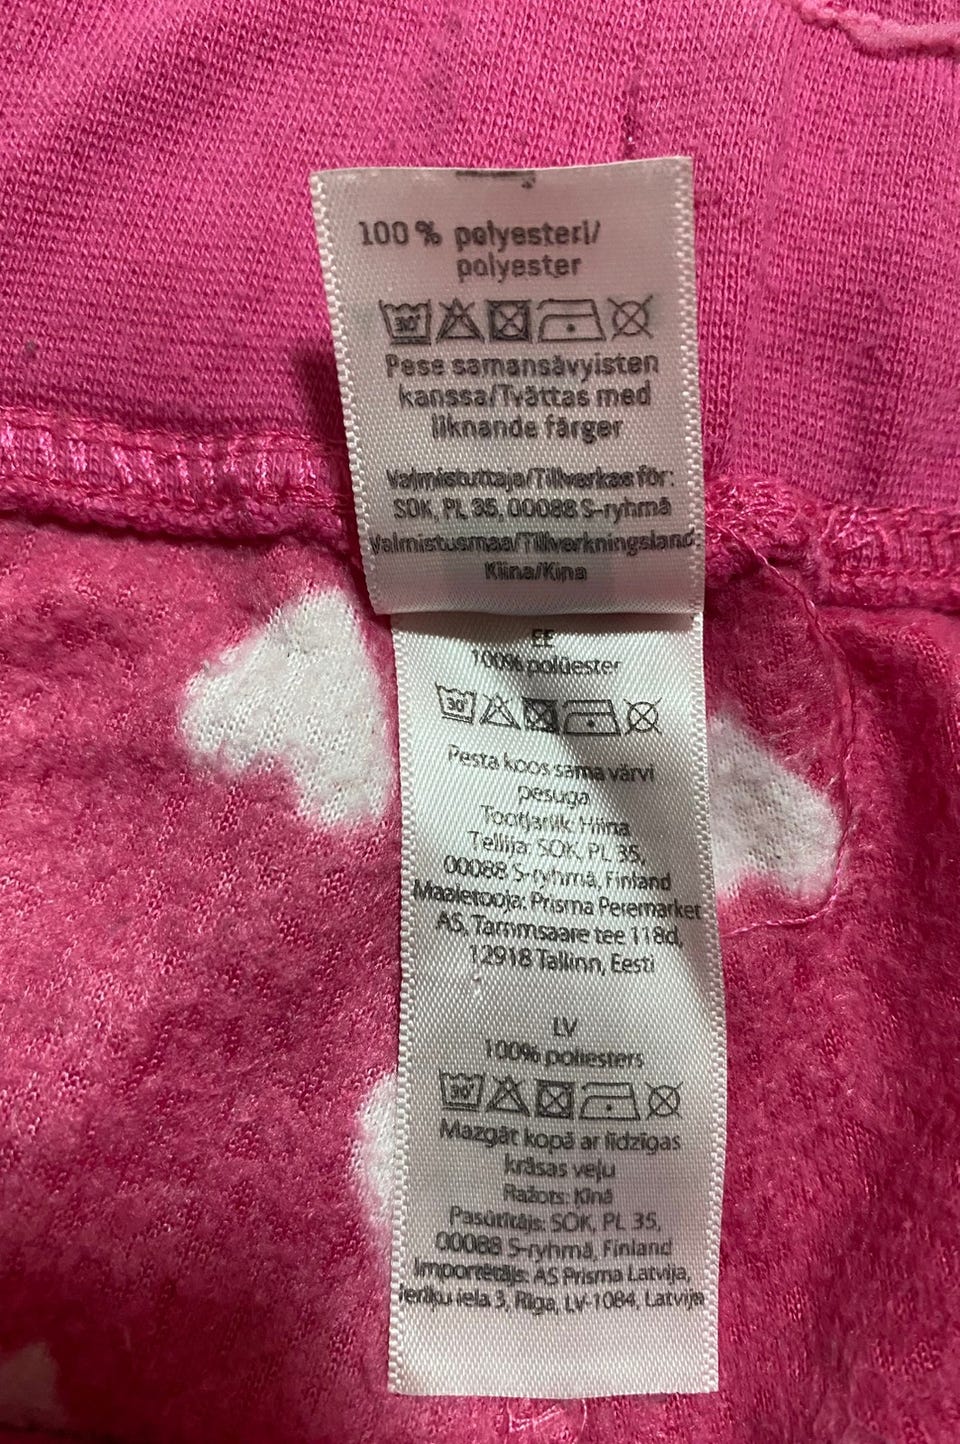 100 % polyesteri/
polyester
30°
Pese samansävyisten
kanssa/Tvättas med
liknande färger
Valmistuttaja/Tillverkas för:
SOK, PL 35, 00088 S-ryhmä
Valmistusmaa/Tillverkningsland:
Kiina/Kina
EE
100% polüester
30°
Pesta koos sama värvi
pesuga
Tootjariik: Hiina
Tellija: SOK, PL 35,
00088 S-ryhmä, Finland
Maaletooja: Prisma Peremarket
AS, Tammsaare tee 118d,
12918 Tallinn, Eesti
LV
100% poliesters
30°
Mazgāt kopā ar līdzīgas
krāsas veļu
Ražots: Ķīnā
Pasūtītājs: SOK, PL 35,
00088 S-ryhmä, Finland
Importētājs: AS Prisma Latvija,
Ieriķu iela 3, Rīga, LV-1084, Latvija